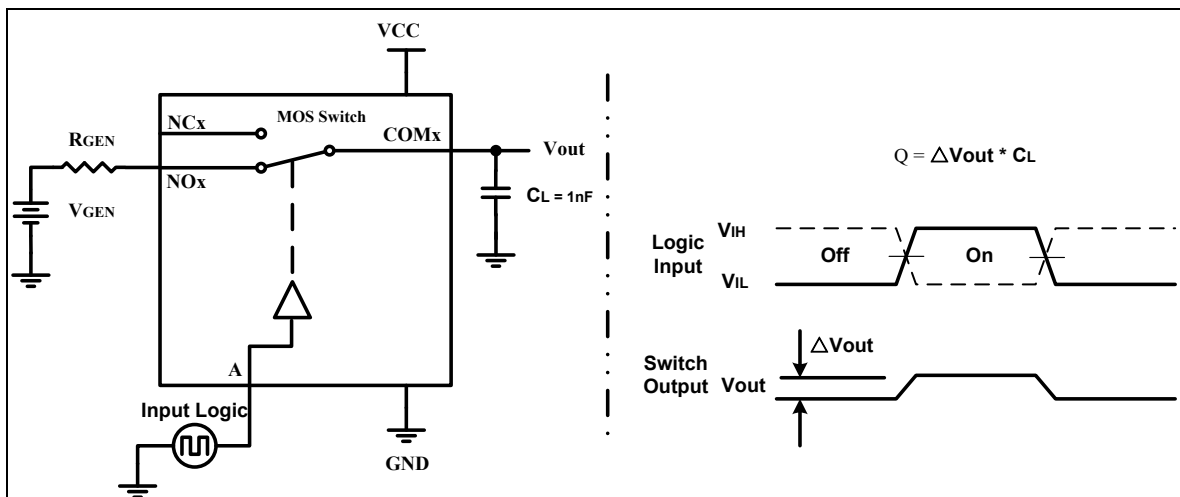 VCC
NCx
MOS Switch
COMx
RGEN
NOx
Vout
VGEN
CL = 1nF
A
Input Logic
GND
Q = △Vout * CL
Logic
Input
VIH
VIL
Off
On
△Vout
Switch
Output
Vout